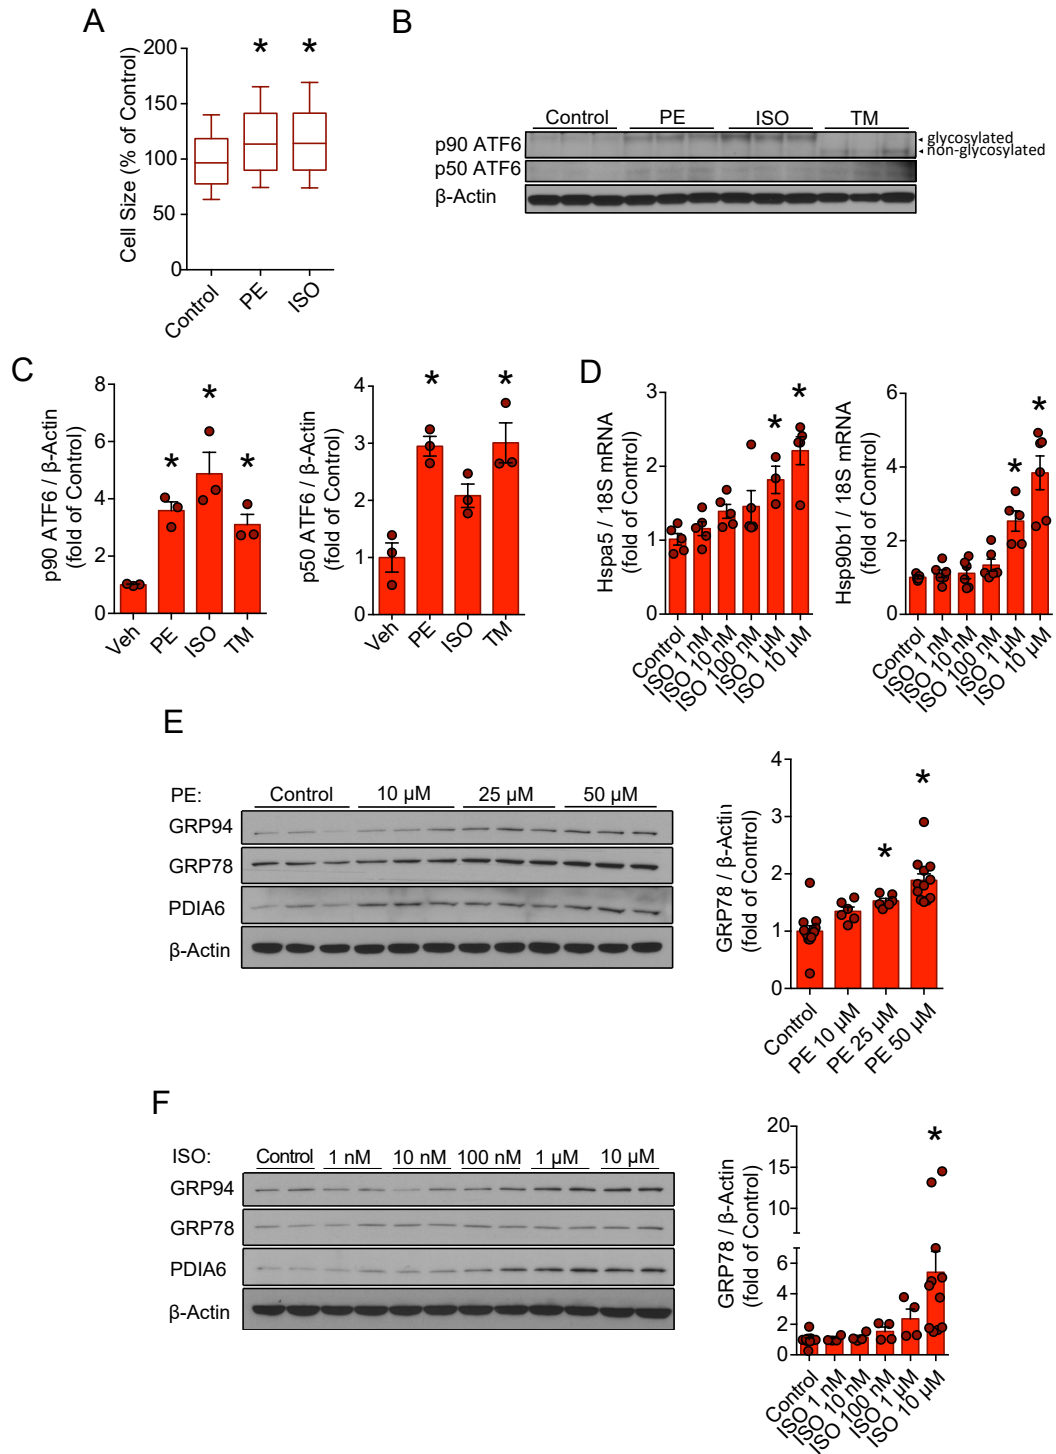 A
Cell Size (% of Control)
200
150
100
50
0
*
*
Control
PE
ISO
B
Control
PE
ISO
TM
p90 ATF6
glycosylated
non-glycosylated
p50 ATF6
β-Actin
C
p90 ATF6 / β-Actin
(fold of Control)
8
6
4
2
0
*
*
*
Veh
PE
ISO
TM
p50 ATF6 / β-Actin
(fold of Control)
4
3
2
1
0
*
*
Veh
PE
ISO
TM
D
Hspa5 / 18S mRNA
(fold of Control)
3
2
1
0
*
*
Control
ISO 1 nM
ISO 10 nM
ISO 100 nM
ISO 1 µM
ISO 10 µM
Hsp90b1 / 18S mRNA
(fold of Control)
6
4
2
0
*
*
Control
ISO 1 nM
ISO 10 nM
ISO 100 nM
ISO 1 µM
ISO 10 µM
E
PE:
Control
10 µM
25 µM
50 µM
GRP94
GRP78
PDIA6
β-Actin
GRP78 / β-Actin
(fold of Control)
4
3
2
1
0
*
*
Control
PE 10 µM
PE 25 µM
PE 50 µM
F
ISO:
Control
1 nM
10 nM
100 nM
1 µM
10 µM
GRP94
GRP78
PDIA6
β-Actin
GRP78 / β-Actin
(fold of Control)
20
15
10
6
4
2
0
*
Control
ISO 1 nM
ISO 10 nM
ISO 100 nM
ISO 1 µM
ISO 10 µM